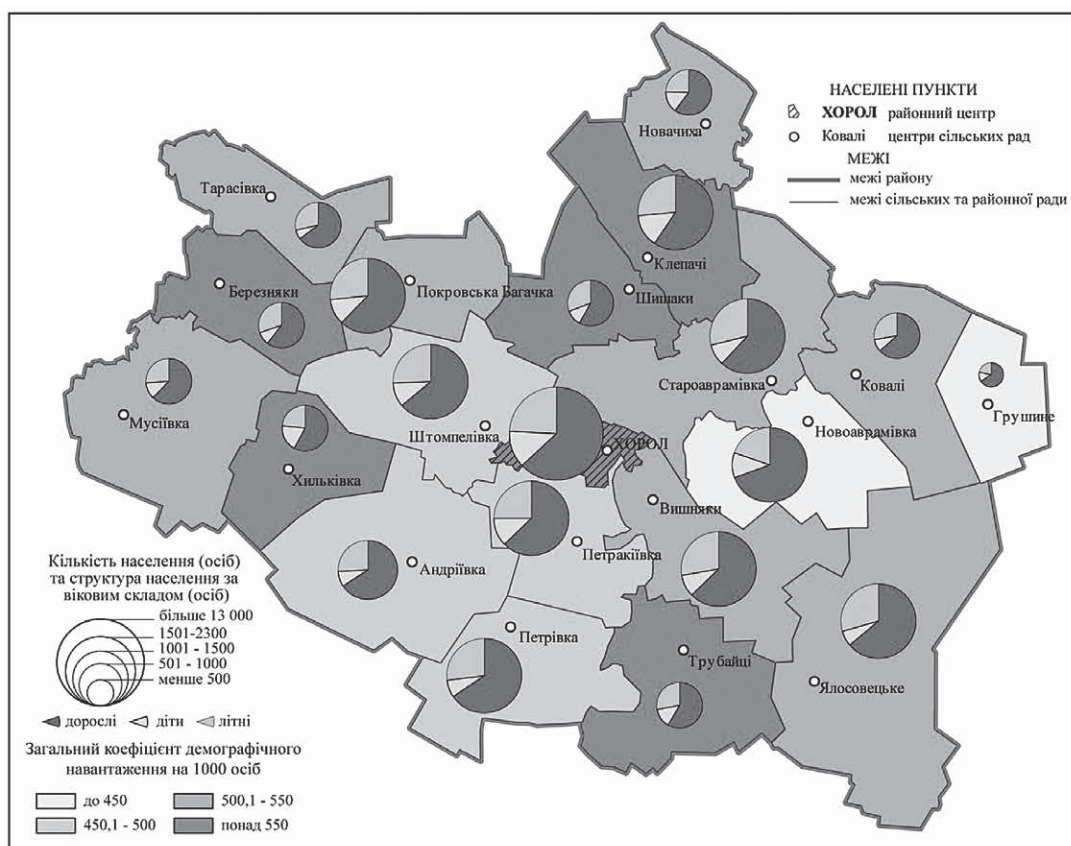 НАСЕЛЕНІ ПУНКТИ
ХОРОЛ районний центр
Ковалі центри сільських рад
МЕЖІ
межі району
межі сільських та районної ради
Новачиха
Тарасівка
Клепачі
Березняки
Покровська Багачка
Шишаки
Староаврамівка
Ковалі
Грушине
Мусіївка
Штомпелівка
ХОРОЛ
Новоаврамівка
Хильківка
Вишняки
Петракіївка
Андріївка
Петрівка
Трубайці
Ялосовецьке
Кількість населення (осіб)
та структура населення за
віковим складом (осіб)
більше 13 000
1501-2300
1001 - 1500
501 - 1000
менше 500
дорослі діти літні
Загальний коефіцієнт демографічного
навантаження на 1000 осіб
до 450 500,1 - 550
450,1 - 500 понад 550